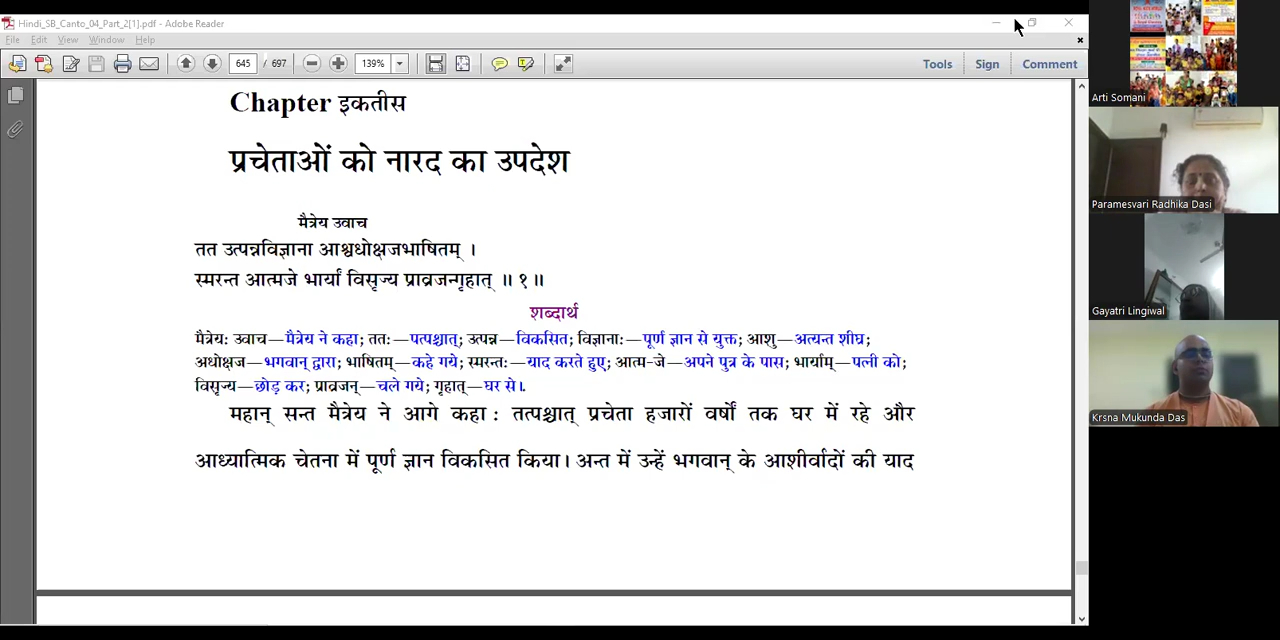 Hindi_SB_Canto_04_Part_2[1].pdf - Adobe Reader
File Edit View Window Help
645 / 697 139% Tools Sign Comment
Chapter इकतीस
प्रचेताओं को नारद का उपदेश
मैत्रेय उवाच
तत उत्पन्नविज्ञाना आश्वधोक्षजभाषितम् ।
स्मरन्त आत्मजे भार्यां विसृज्य प्राव्रजन्गृहात् ॥ १॥
शब्दार्थ
मैत्रेयः उवाच—मैत्रेय ने कहा; ततः—पत्पश्चात्; उत्पन्न—विकसित; विज्ञानाः—पूर्ण ज्ञान से युक्त; आशु—अत्यन्त शीघ्र;
अधोक्षज—भगवान् द्वारा; भाषितम्—कहे गये; स्मरन्तः—याद करते हुए; आत्म-जे—अपने पुत्र के पास; भार्याम्—पत्नी को;
विसृज्य—छोड़ कर; प्राव्रजन्—चले गये; गृहात्—घर से।
महान् सन्त मैत्रेय ने आगे कहा : तत्पश्चात् प्रचेता हजारों वर्षों तक घर में रहे और
आध्यात्मिक चेतना में पूर्ण ज्ञान विकसित किया। अन्त में उन्हें भगवान् के आशीर्वादों की याद
Arti Somani
Paramesvari Radhika Dasi
Gayatri Lingiwal
Krsna Mukunda Das